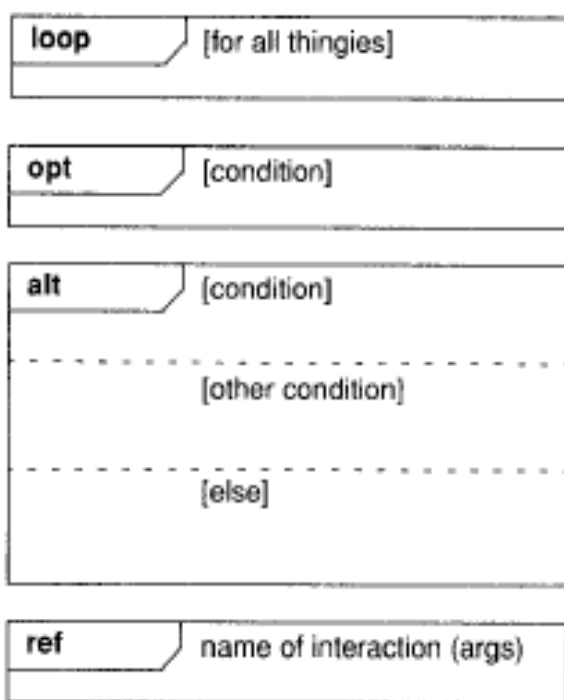 loop [for all thingies]
opt [condition]
alt [condition]
[other condition]
[else]
ref name of interaction (args)